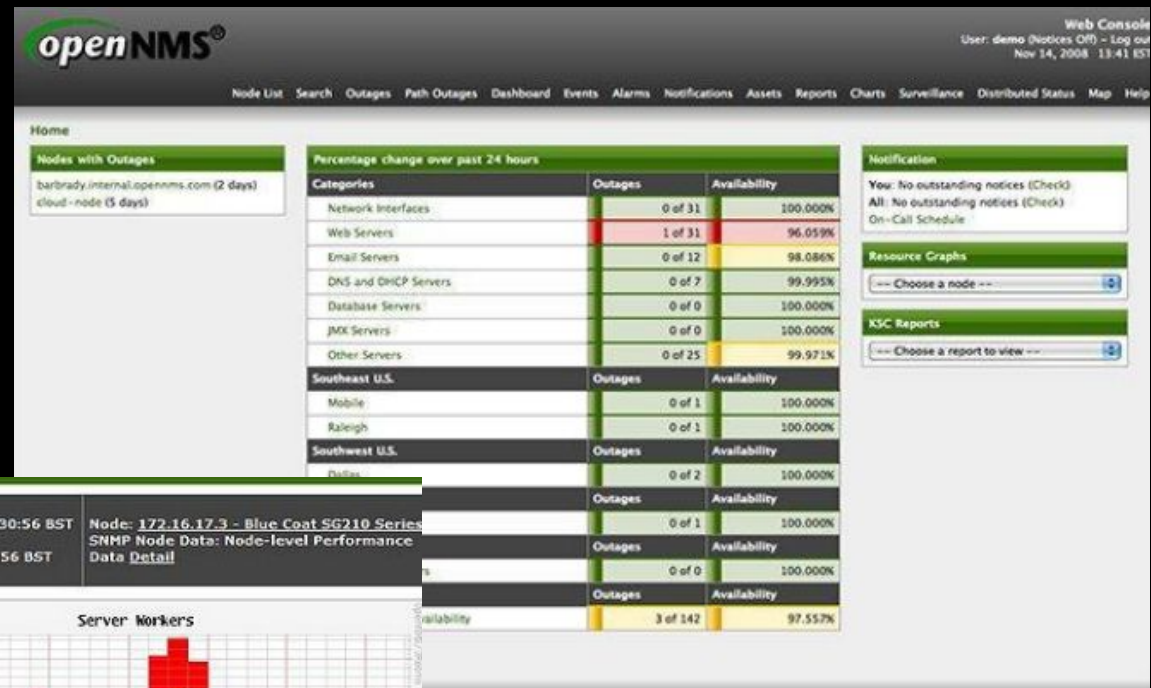 openNMS®
Web Console
User: demo (Notices Off) - Log out
Nov 14, 2008 13:41 EST
Node List Search Outages Path Outages Dashboard Events Alarms Notifications Assets Reports Charts Surveillance Distributed Status Map Help
Home
Nodes with Outages
barbrady.internal.opennms.com (2 days)
cloud-node (5 days)
Percentage change over past 24 hours
Categories Outages Availability
Network Interfaces 0 of 31 100.000%
Web Servers 1 of 31 96.059%
Email Servers 0 of 12 98.086%
DNS and DHCP Servers 0 of 7 99.995%
Database Servers 0 of 0 100.000%
JMX Servers 0 of 0 100.000%
Other Servers 0 of 25 99.971%
Southeast U.S. Outages Availability
Mobile 0 of 1 100.000%
Raleigh 0 of 1 100.000%
Southwest U.S. Outages Availability
Dallas 0 of 2 100.000%
Outages Availability
0 of 1 100.000%
Outages Availability
0 of 0 100.000%
Outages Availability
3 of 142 97.557%
Notification
You: No outstanding notices (Check)
All: No outstanding notices (Check)
On-Call Schedule
Resource Graphs
-- Choose a node --
KSC Reports
-- Choose a report to view --
30:56 BST
56 BST
Node: 172.16.17.3 - Blue Coat SG210 Series
SNMP Node Data: Node-level Performance
Data Detail
Server Workers